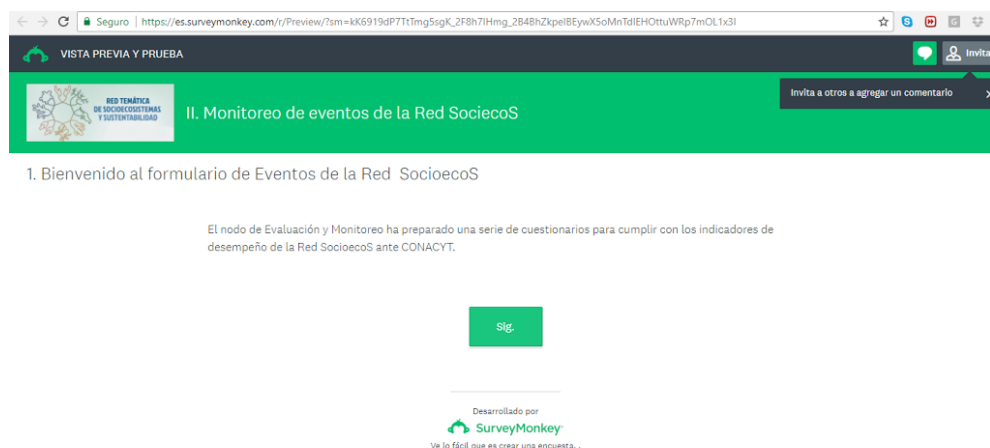 Seguro | https://es.surveymonkey.com/r/Preview/?sm=kK6919dP7TtTmg5sgK_2F8h7IHmg_2B4BhZkpeIBEywX5oMnTdIEHOttuWRp7mOL1x3I
VISTA PREVIA Y PRUEBA
Invita
Invita a otros a agregar un comentario
RED TEMÁTICA
DE SOCIOECOSISTEMAS
Y SUSTENTABILIDAD
II. Monitoreo de eventos de la Red SociecoS
1. Bienvenido al formulario de Eventos de la Red SocioecoS
El nodo de Evaluación y Monitoreo ha preparado una serie de cuestionarios para cumplir con los indicadores de
desempeño de la Red SocioecoS ante CONACYT.
Sig.
Desarrollado por
SurveyMonkey
Ve lo fácil que es crear una encuesta. .